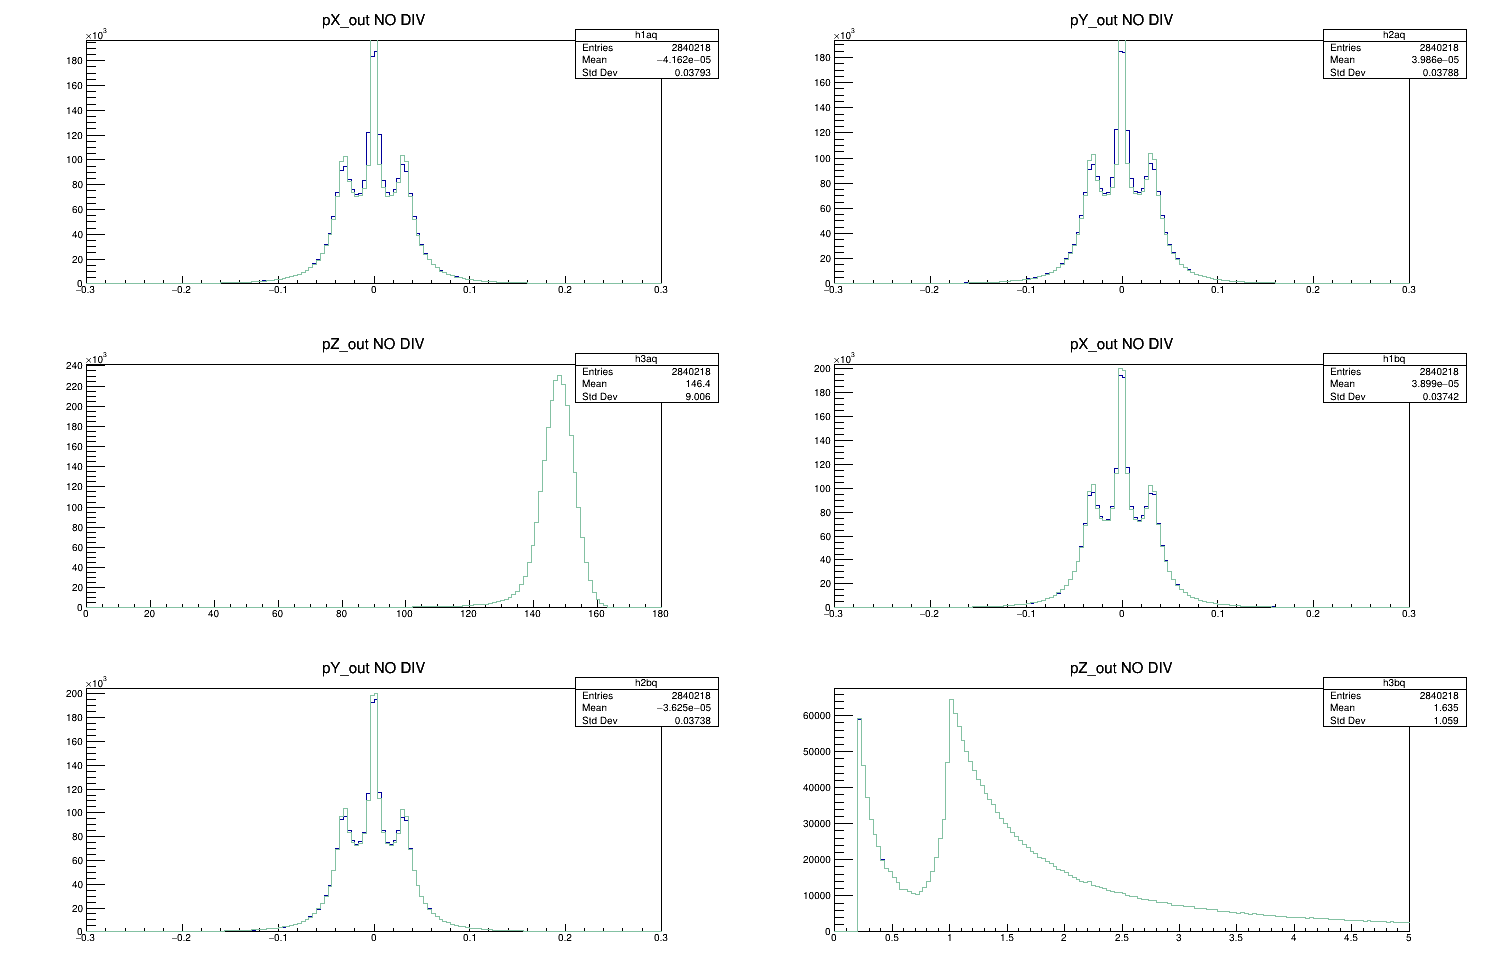 pX_out NO DIV
×10³
h1aq
Entries 2840218
Mean −4.162e−05
Std Dev 0.03793
180
160
140
120
100
80
60
40
20
0
−0.3 −0.2 −0.1 0 0.1 0.2 0.3
pY_out NO DIV
×10³
h2aq
Entries 2840218
Mean 3.986e−05
Std Dev 0.03788
180
160
140
120
100
80
60
40
20
0
−0.3 −0.2 −0.1 0 0.1 0.2 0.3
pZ_out NO DIV
×10³
h3aq
Entries 2840218
Mean 146.4
Std Dev 9.006
240
220
200
180
160
140
120
100
80
60
40
20
0
0 20 40 60 80 100 120 140 160 180
pX_out NO DIV
×10³
h1bq
Entries 2840218
Mean 3.899e−05
Std Dev 0.03742
200
180
160
140
120
100
80
60
40
20
0
−0.3 −0.2 −0.1 0 0.1 0.2 0.3
pY_out NO DIV
×10³
h2bq
Entries 2840218
Mean −3.625e−05
Std Dev 0.03738
200
180
160
140
120
100
80
60
40
20
0
−0.3 −0.2 −0.1 0 0.1 0.2 0.3
pZ_out NO DIV
h3bq
Entries 2840218
Mean 1.635
Std Dev 1.059
60000
50000
40000
30000
20000
10000
0
0 0.5 1 1.5 2 2.5 3 3.5 4 4.5 5